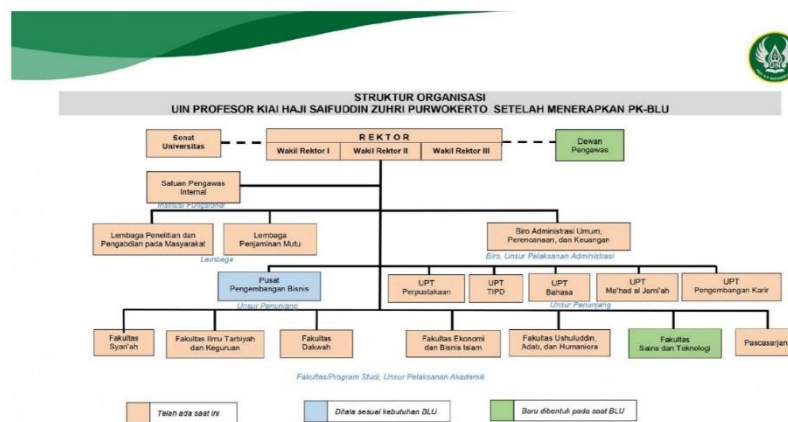 STRUKTUR ORGANISASI
UIN PROFESOR KIAI HAJI SAIFUDDIN ZUHRI PURWOKERTO SETELAH MENERAPKAN PK-BLU
Senat
Universitas
REKTOR
Wakil Rektor I
Wakil Rektor II
Wakil Rektor III
Dewan
Pengawas
Satuan Pengawas
Internal
Institusi Fungsional
Lembaga Penelitian dan
Pengabdian pada Masyarakat
Lembaga
Penjaminan Mutu
Lembaga
Biro Administrasi Umum,
Perencanaan, dan Keuangan
Biro, Unsur Pelaksanan Administrasi
Pusat
Pengembangan Bisnis
Unsur Penunjang
UPT
Perpustakaan
UPT
TIPD
UPT
Bahasa
UPT
Ma'had al Jami'ah
UPT
Pengembangan Karir
Unsur Penunjang
Fakultas
Syari'ah
Fakultas Ilmu Tarbiyah
dan Keguruan
Fakultas
Dakwah
Fakultas Ekonomi
dan Bisnis Islam
Fakultas Ushuluddin,
Adab, dan Humaniora
Fakultas
Sains dan Teknologi
Pascasarjana
Fakultas/Program Studi, Unsur Pelaksanan Akademik
Telah ada saat ini
Ditata sesuai kebutuhan BLU
Baru dibentuk pada saat BLU